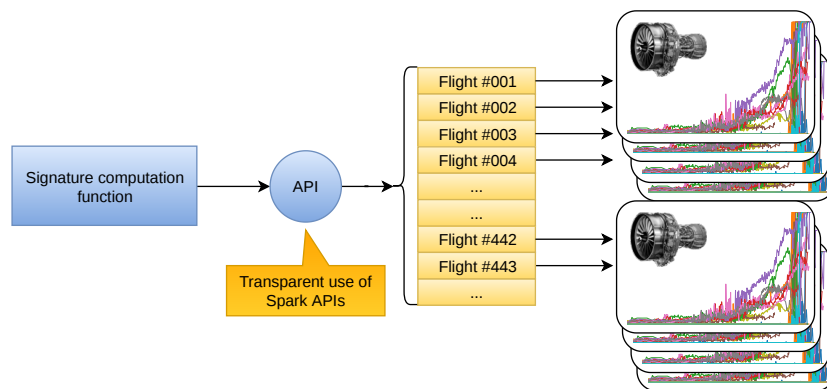 Signature computation
function
API
Transparent use of
Spark APIs
Flight #001
Flight #002
Flight #003
Flight #004
...
...
Flight #442
Flight #443
...